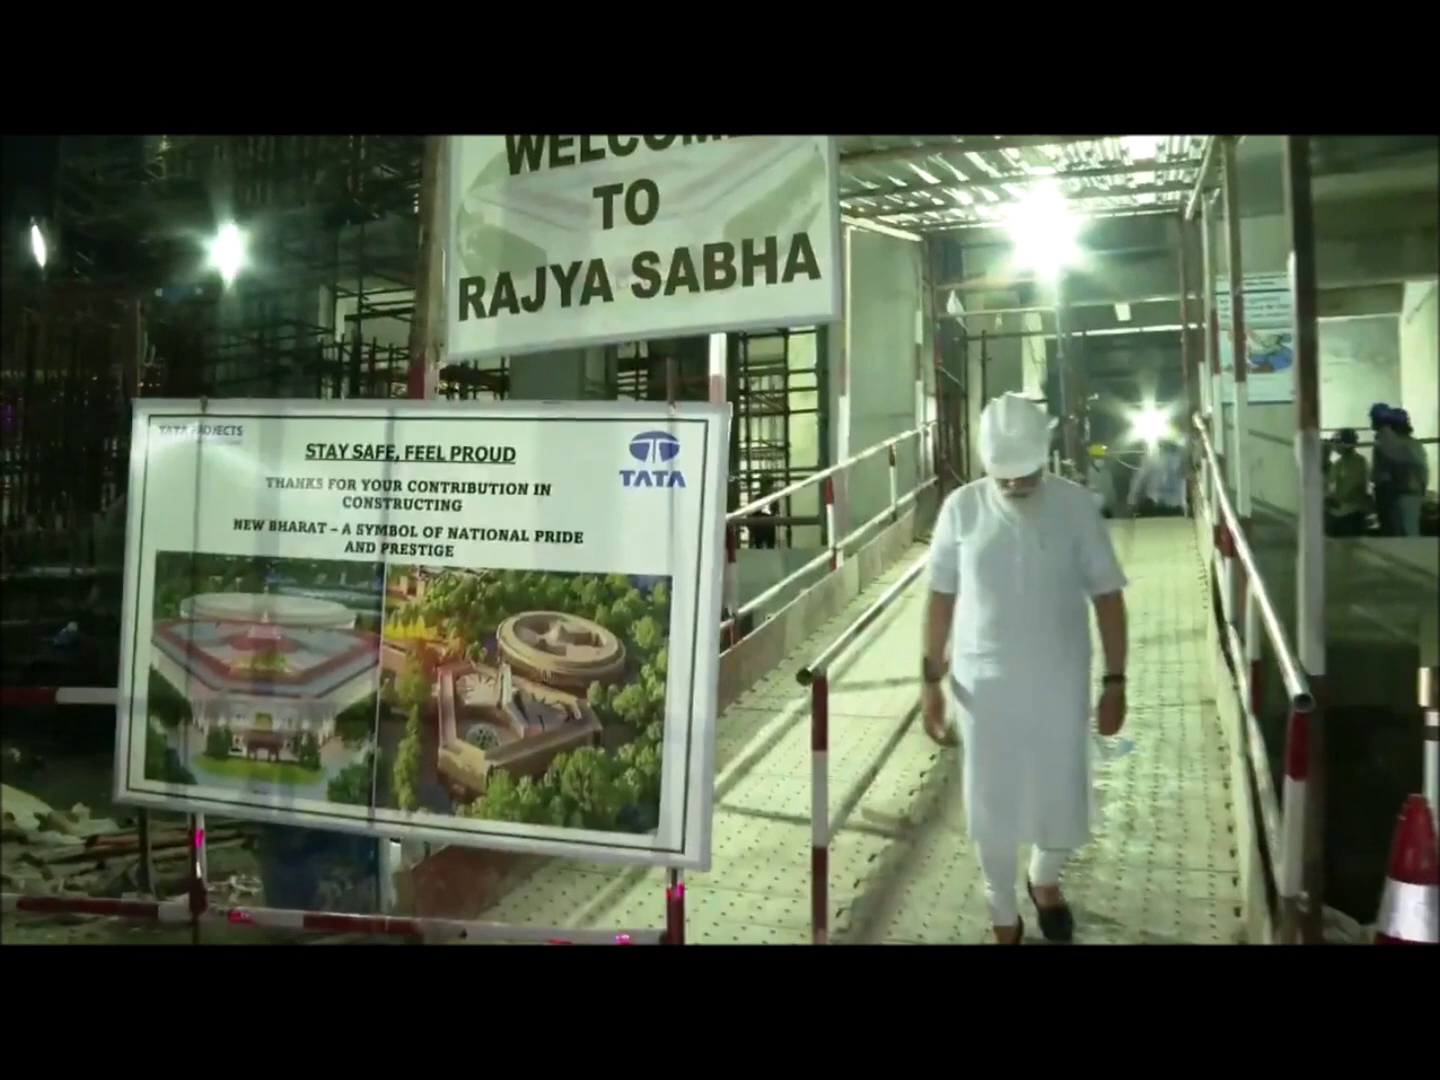 WELCOME
TO
RAJYA SABHA
TATA PROJECTS
STAY SAFE, FEEL PROUD
TATA
THANKS FOR YOUR CONTRIBUTION IN
CONSTRUCTING
NEW BHARAT – A SYMBOL OF NATIONAL PRIDE
AND PRESTIGE